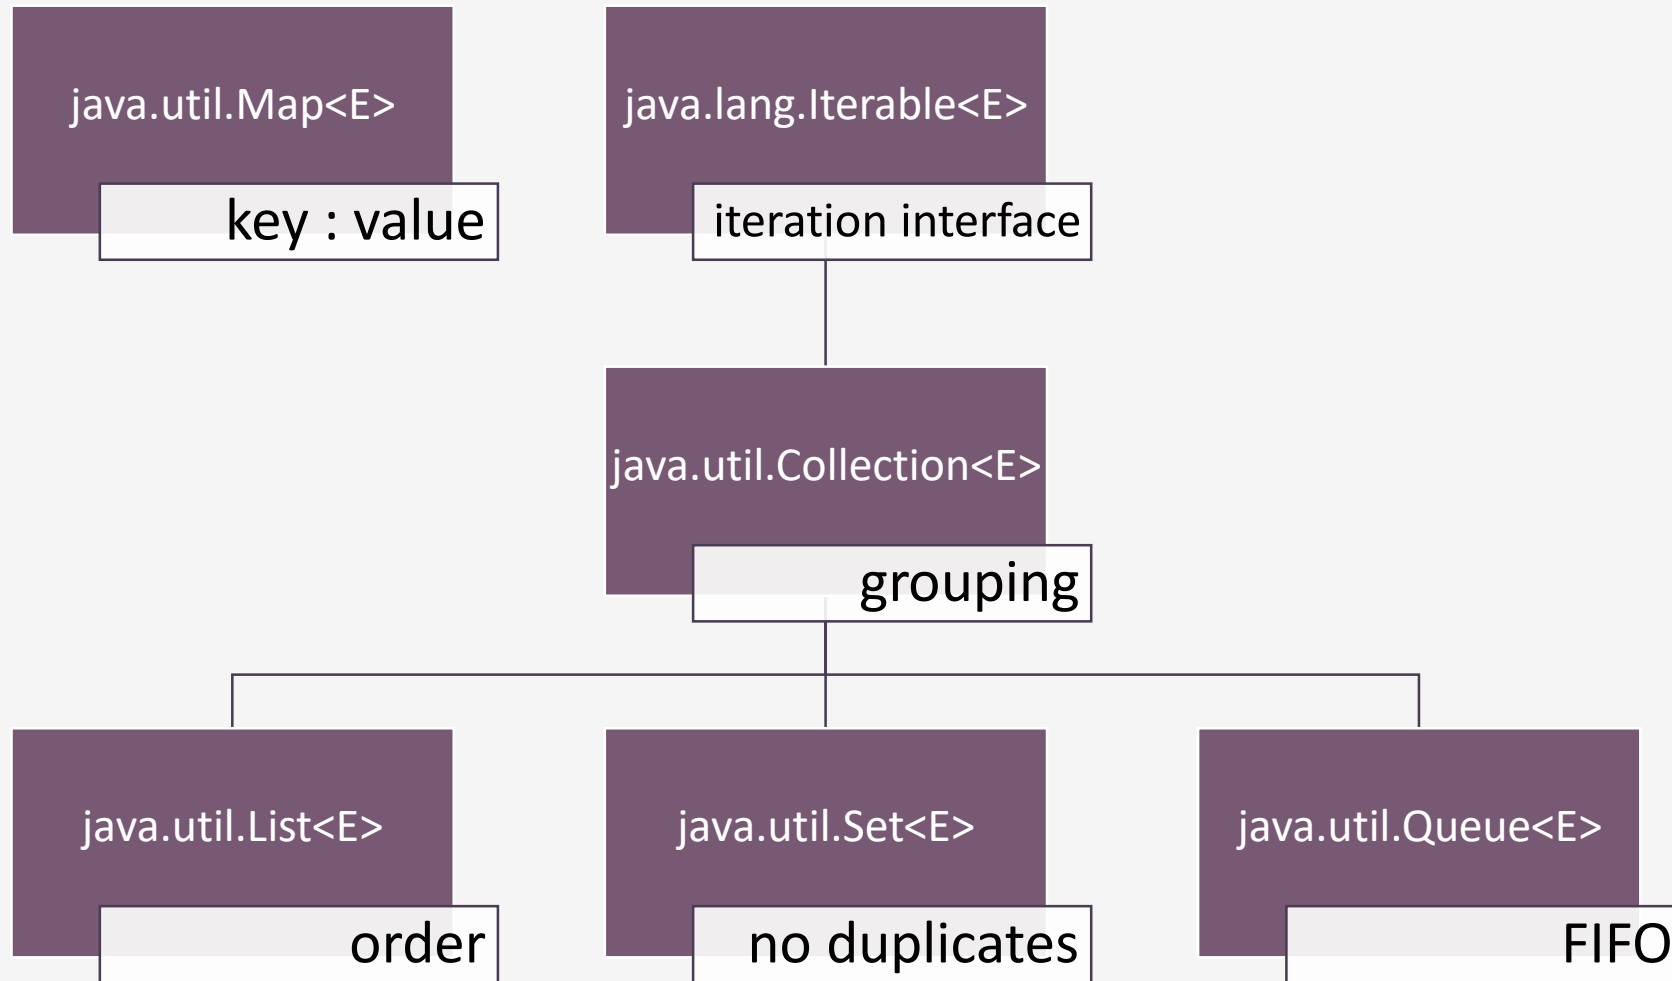 java.util.Map<E>
key : value
java.lang.Iterable<E>
iteration interface
java.util.Collection<E>
grouping
java.util.List<E>
order
java.util.Set<E>
no duplicates
java.util.Queue<E>
FIFO